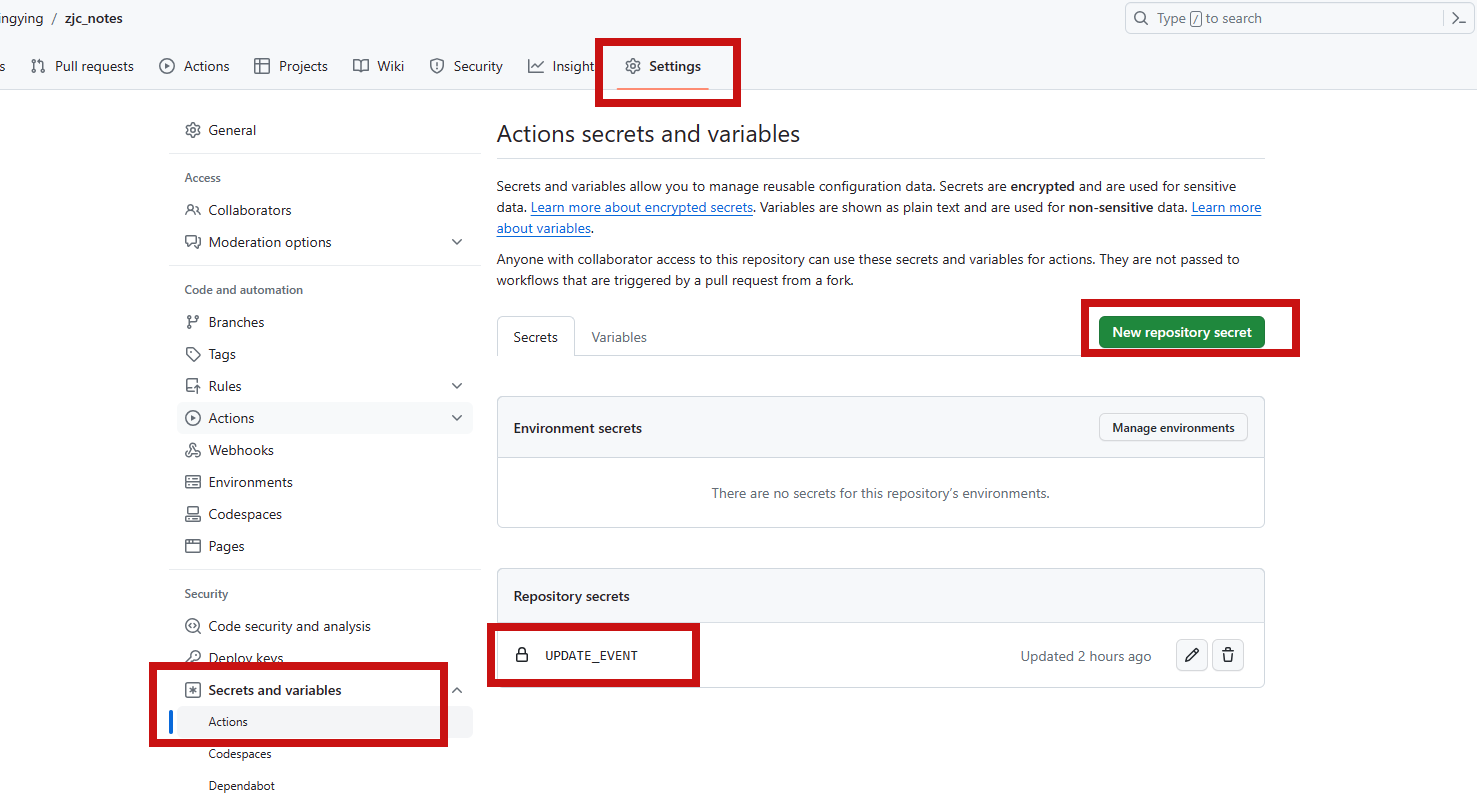 ingying / zjc_notes
Type / to search
s Pull requests Actions Projects Wiki Security Insight Settings
General
Access
Collaborators
Moderation options
Code and automation
Branches
Tags
Rules
Actions
Webhooks
Environments
Codespaces
Pages
Security
Code security and analysis
Deploy keys
Secrets and variables
Actions
Codespaces
Dependabot
Actions secrets and variables
Secrets and variables allow you to manage reusable configuration data. Secrets are encrypted and are used for sensitive
data. Learn more about encrypted secrets. Variables are shown as plain text and are used for non-sensitive data. Learn more
about variables.
Anyone with collaborator access to this repository can use these secrets and variables for actions. They are not passed to
workflows that are triggered by a pull request from a fork.
Secrets Variables New repository secret
Environment secrets Manage environments
There are no secrets for this repository’s environments.
Repository secrets
UPDATE_EVENT Updated 2 hours ago